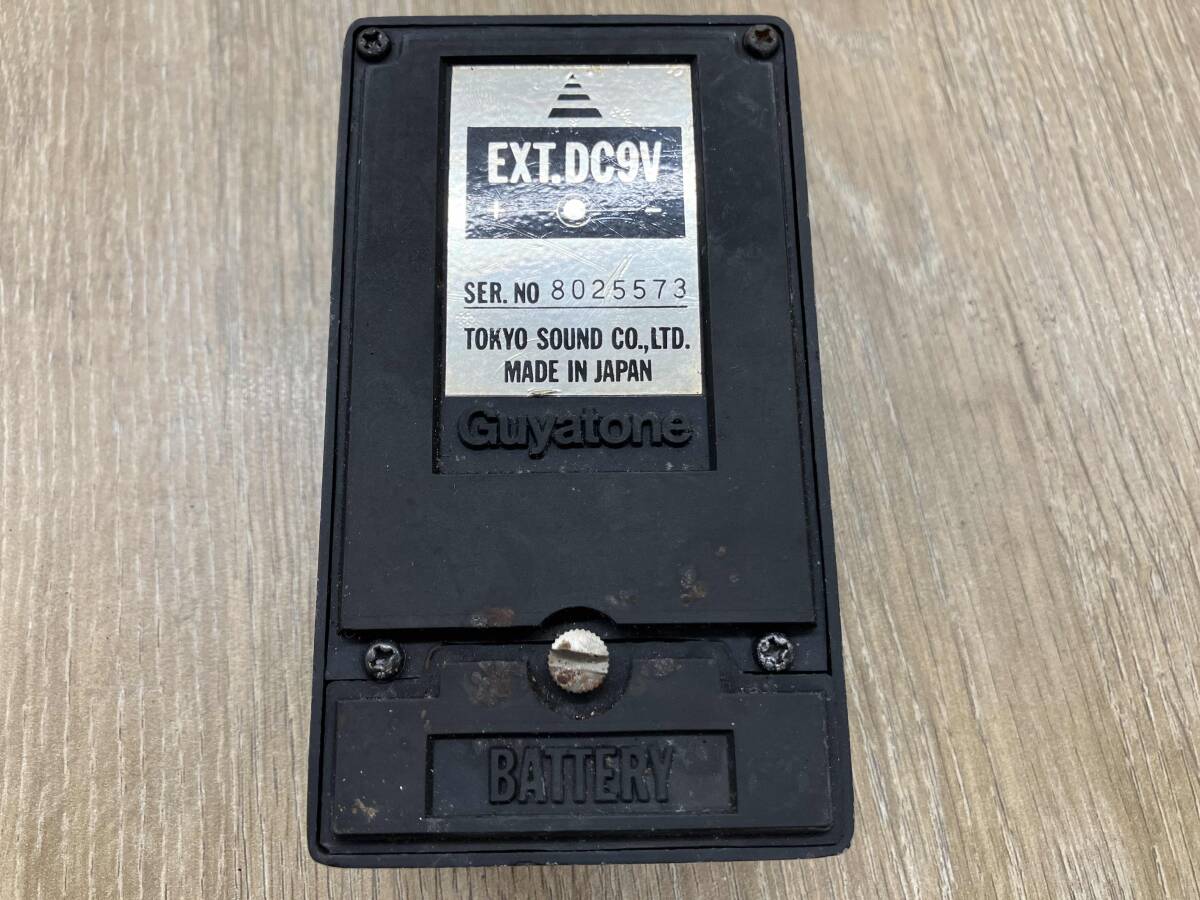 EXT.DC9V
+ -
SER. NO 8025573
TOKYO SOUND CO.,LTD.
MADE IN JAPAN
Guyatone
BATTERY